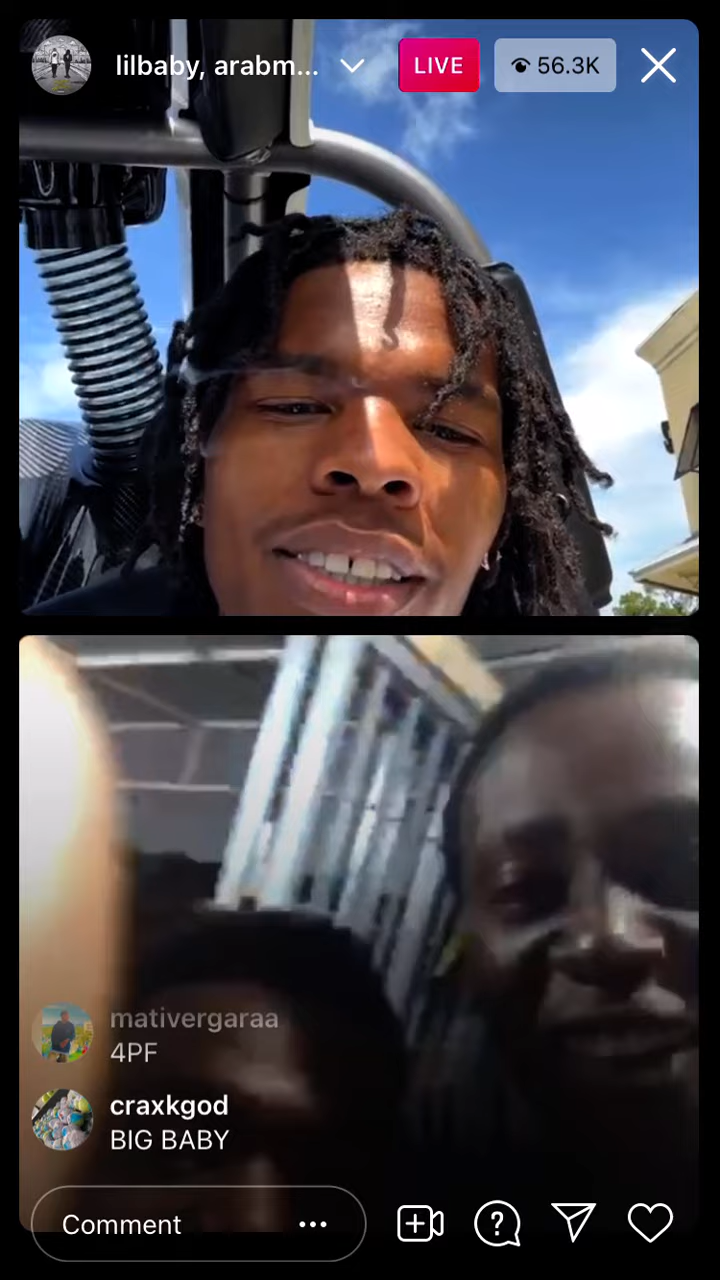 lilbaby, arabm...
LIVE
56.3K
mativergaraa
4PF
craxkgod
BIG BABY
Comment